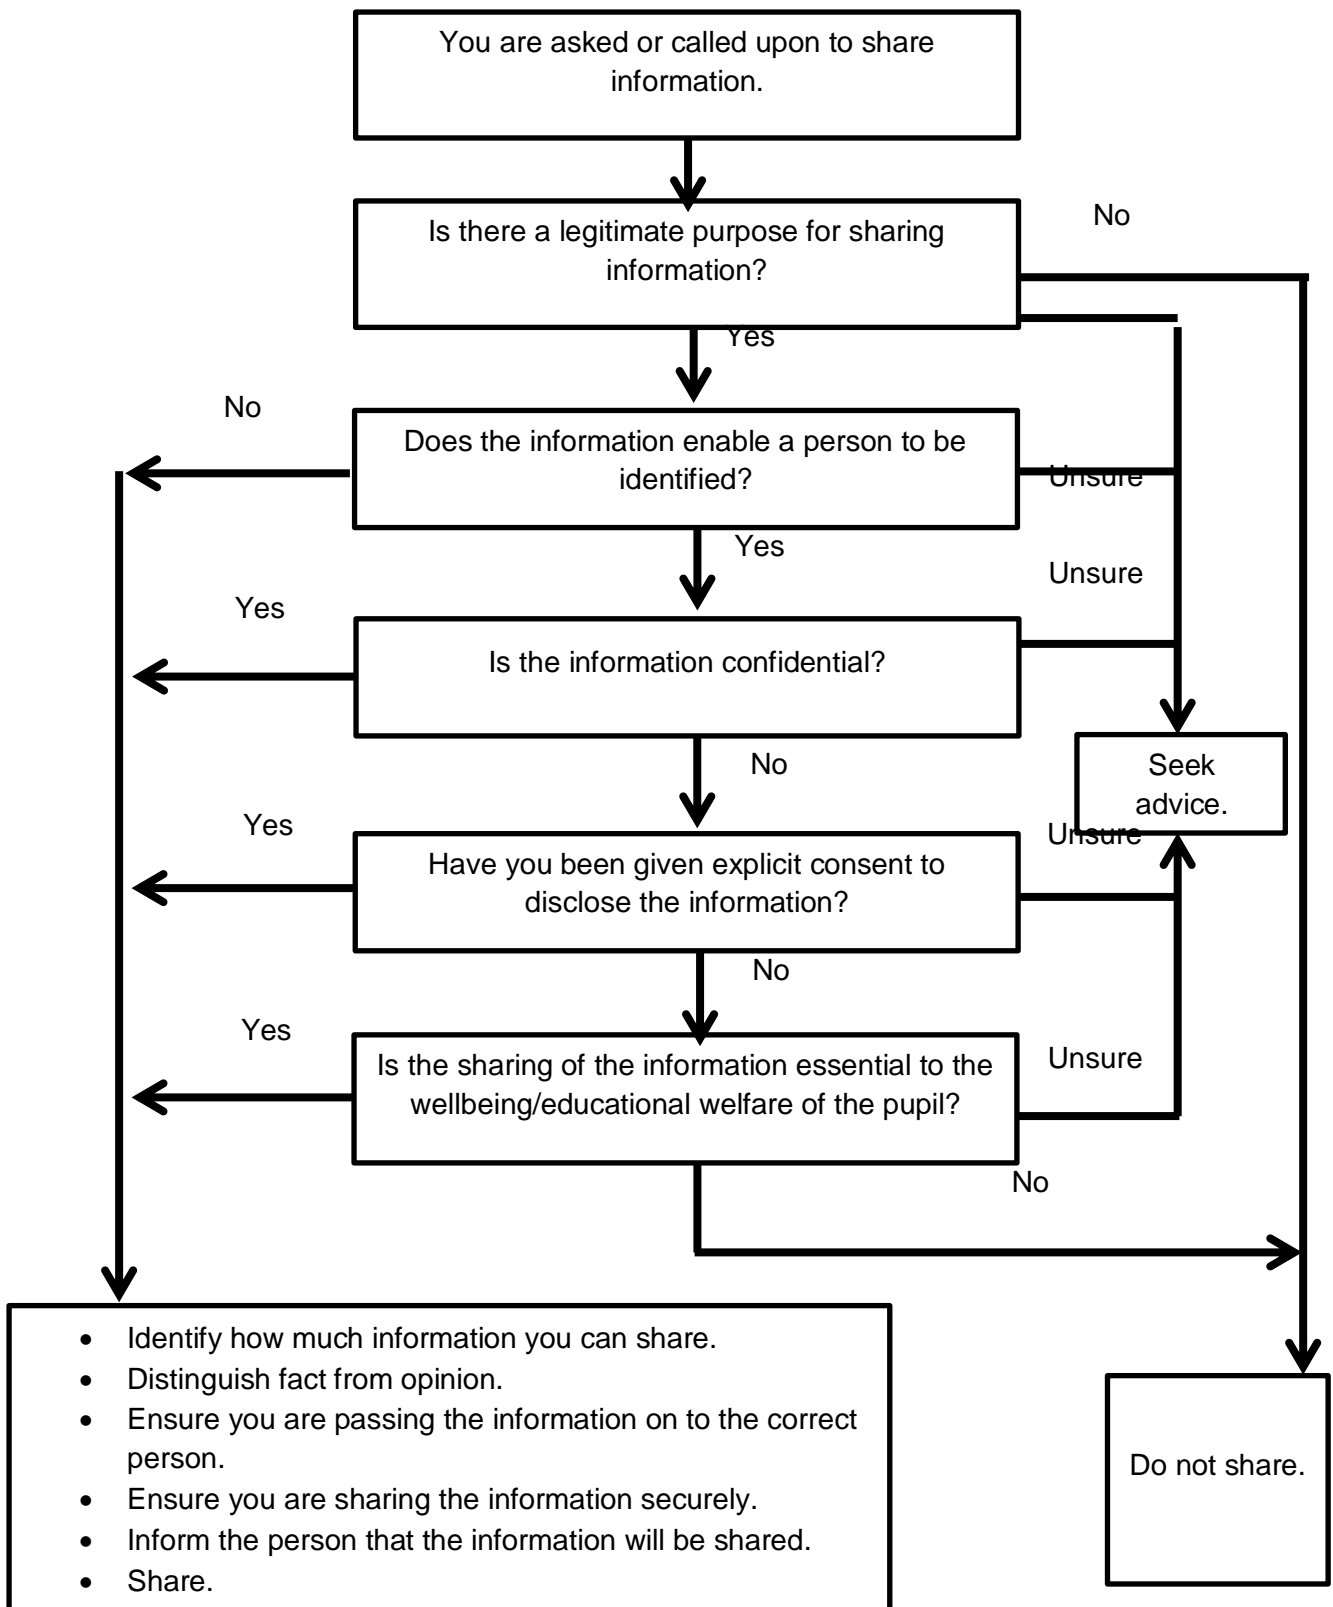 You are asked or called upon to share
information.
No
Is there a legitimate purpose for sharing
information?
Yes
No
Does the information enable a person to be
identified?
Unsure
Yes
Unsure
Yes
Is the information confidential?
No
Seek
advice.
Yes
Unsure
Have you been given explicit consent to
disclose the information?
No
Yes
Unsure
Is the sharing of the information essential to the
wellbeing/educational welfare of the pupil?
No
• Identify how much information you can share.
• Distinguish fact from opinion.
• Ensure you are passing the information on to the correct
person.
• Ensure you are sharing the information securely.
• Inform the person that the information will be shared.
• Share.
Do not share.